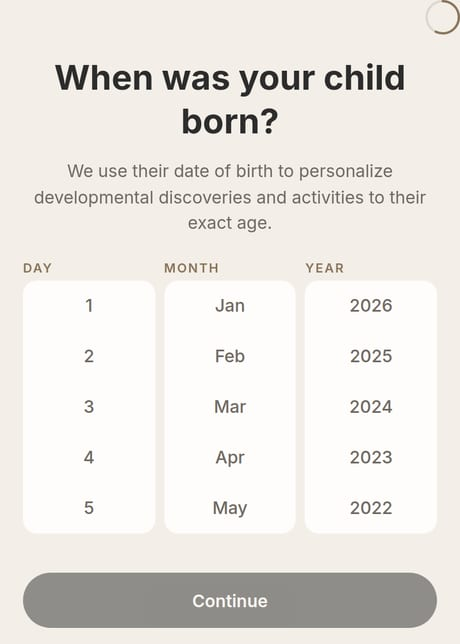 When was your child
born?
We use their date of birth to personalize
developmental discoveries and activities to their
exact age.
DAY MONTH YEAR
1 Jan 2026
2 Feb 2025
3 Mar 2024
4 Apr 2023
5 May 2022
Continue